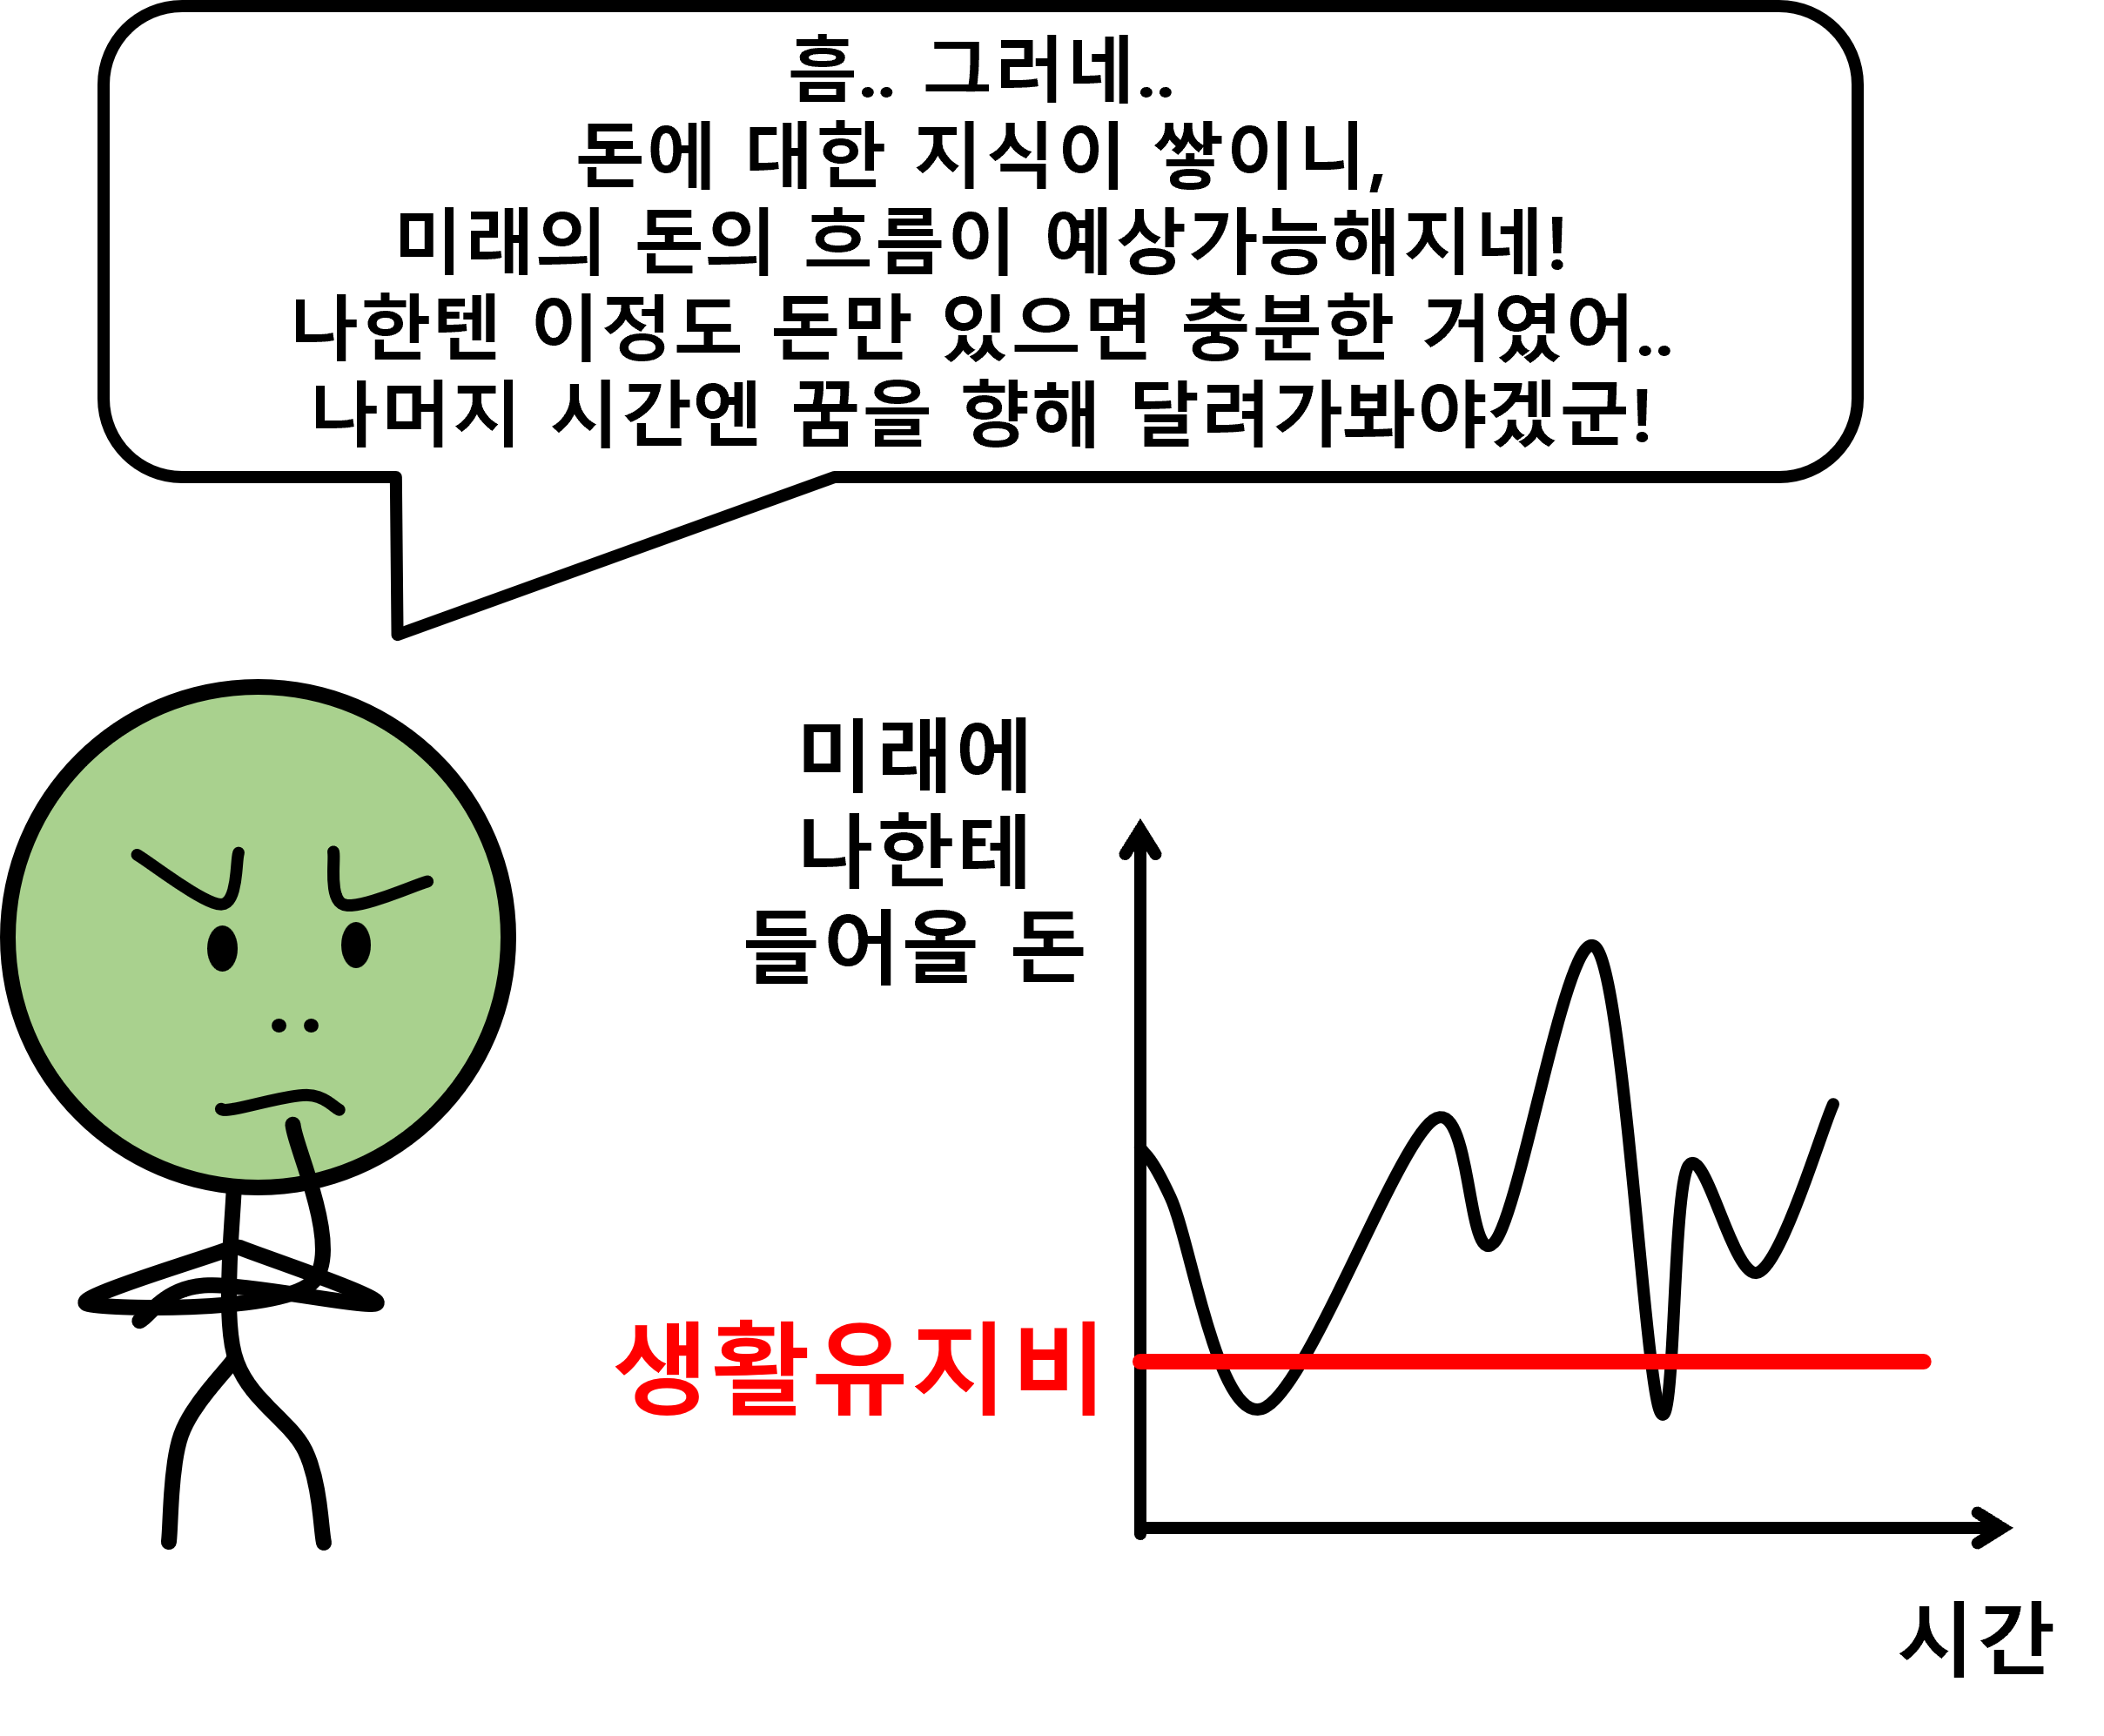 흠.. 그러네..
돈에 대한 지식이 쌓이니,
미래의 돈의 흐름이 예상가능해지네!
나한텐 이정도 돈만 있으면 충분한 거였어..
나머지 시간엔 꿈을 향해 달려가봐야겠군!
미래에
나한테
들어올 돈
생활유지비
시간